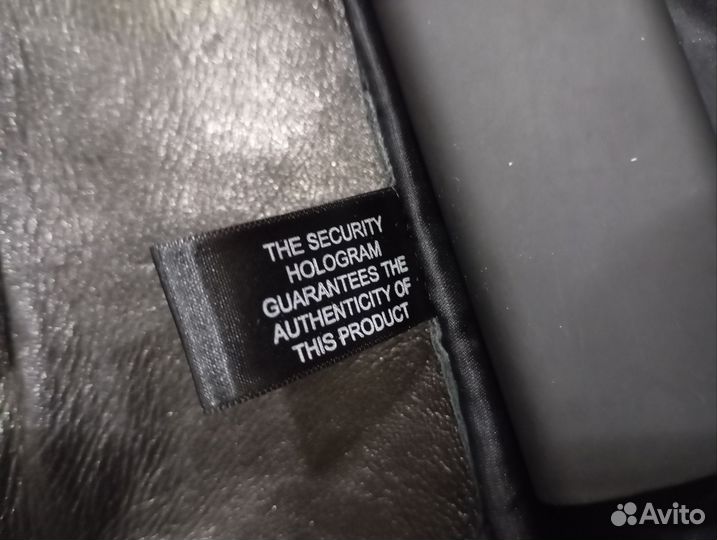 THE SECURITY
HOLOGRAM
GUARANTEES THE
AUTHENTICITY OF
THIS PRODUCT
Avito